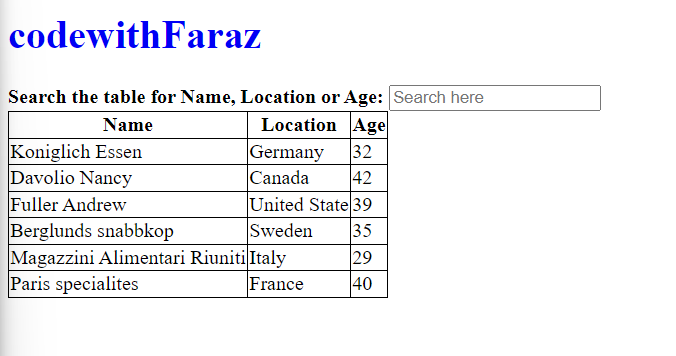 codewithFaraz
Search the table for Name, Location or Age: Search here
Name Location Age
Koniglich Essen Germany 32
Davolio Nancy Canada 42
Fuller Andrew United State 39
Berglunds snabbkop Sweden 35
Magazzini Alimentari Riuniti Italy 29
Paris specialites France 40